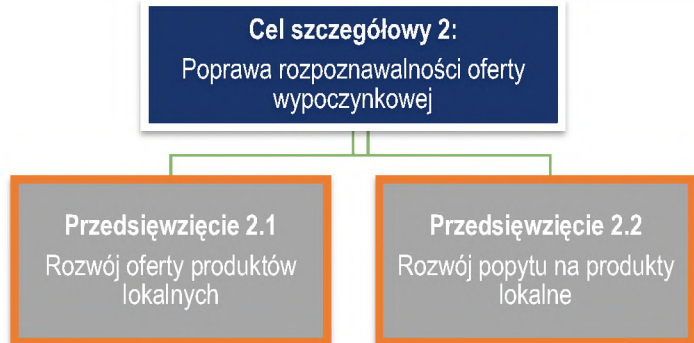 Cel szczegółowy 2:
Poprawa rozpoznawalności oferty
wypoczynkowej
Przedsięwzięcie 2.1
Rozwój oferty produktów
lokalnych
Przedsięwzięcie 2.2
Rozwój popytu na produkty
lokalne